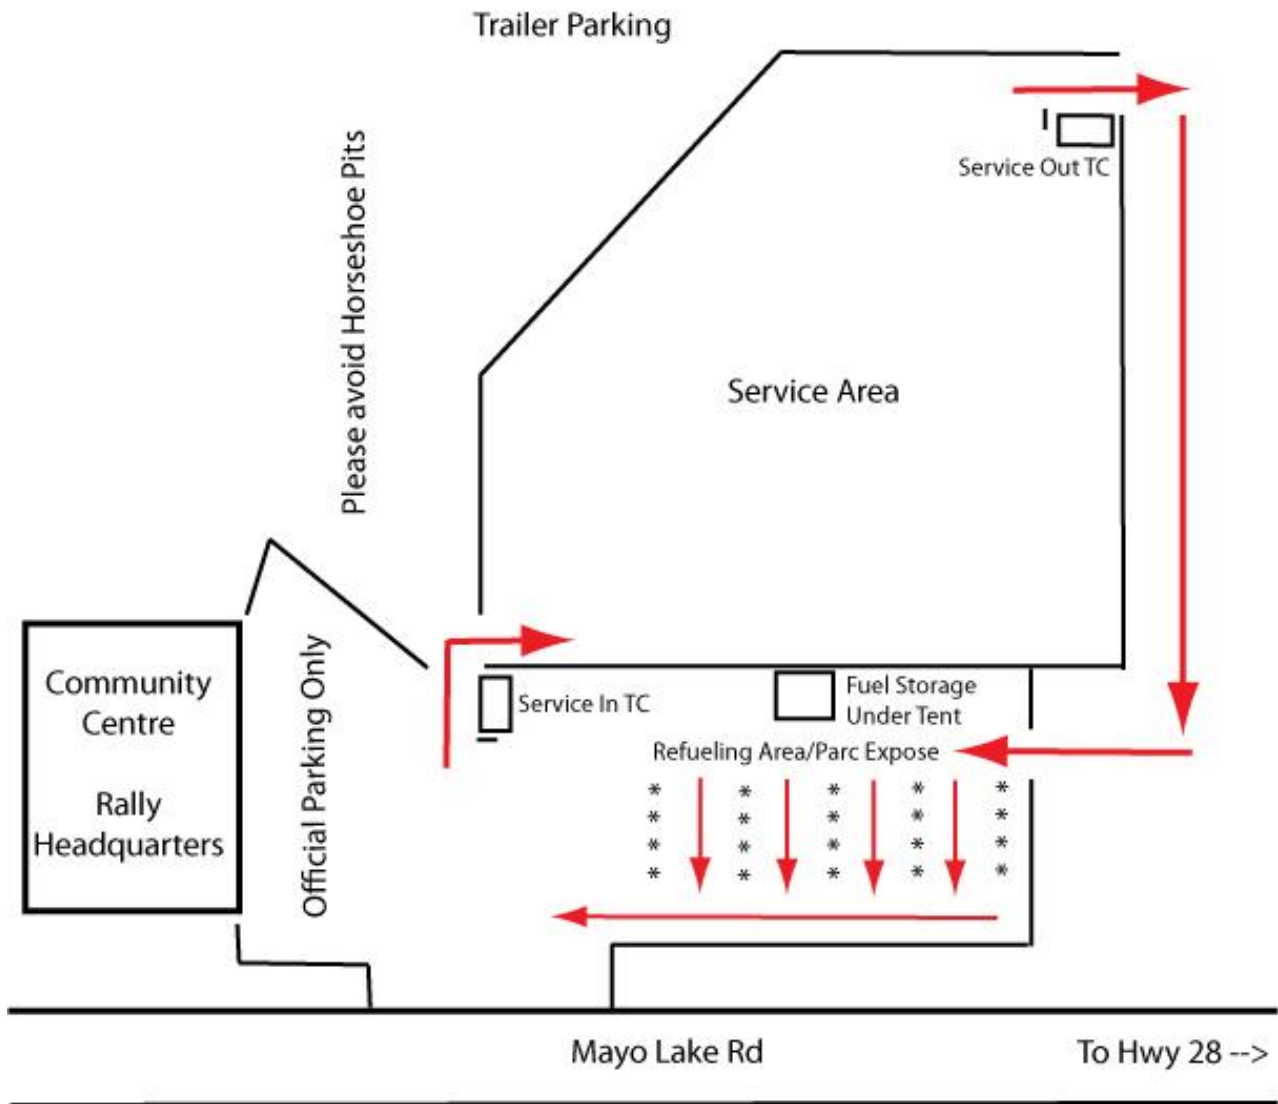 Trailer Parking
Please avoid Horseshoe Pits
Service Out TC
Service Area
Community
Centre
Rally
Headquarters
Official Parking Only
Service In TC
Fuel Storage
Under Tent
Refueling Area/Parc Expose
* * * * *
* * * * *
* * * * *
* * * * *
Mayo Lake Rd
To Hwy 28 -->